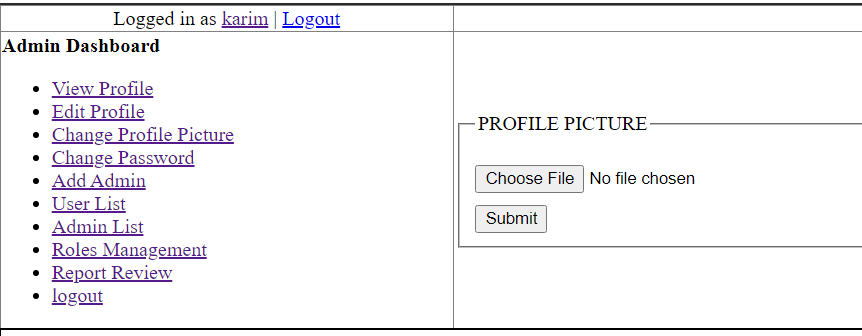 Logged in as karim | Logout
Admin Dashboard
View Profile
Edit Profile
Change Profile Picture
Change Password
Add Admin
User List
Admin List
Roles Management
Report Review
logout
PROFILE PICTURE
Choose File No file chosen
Submit